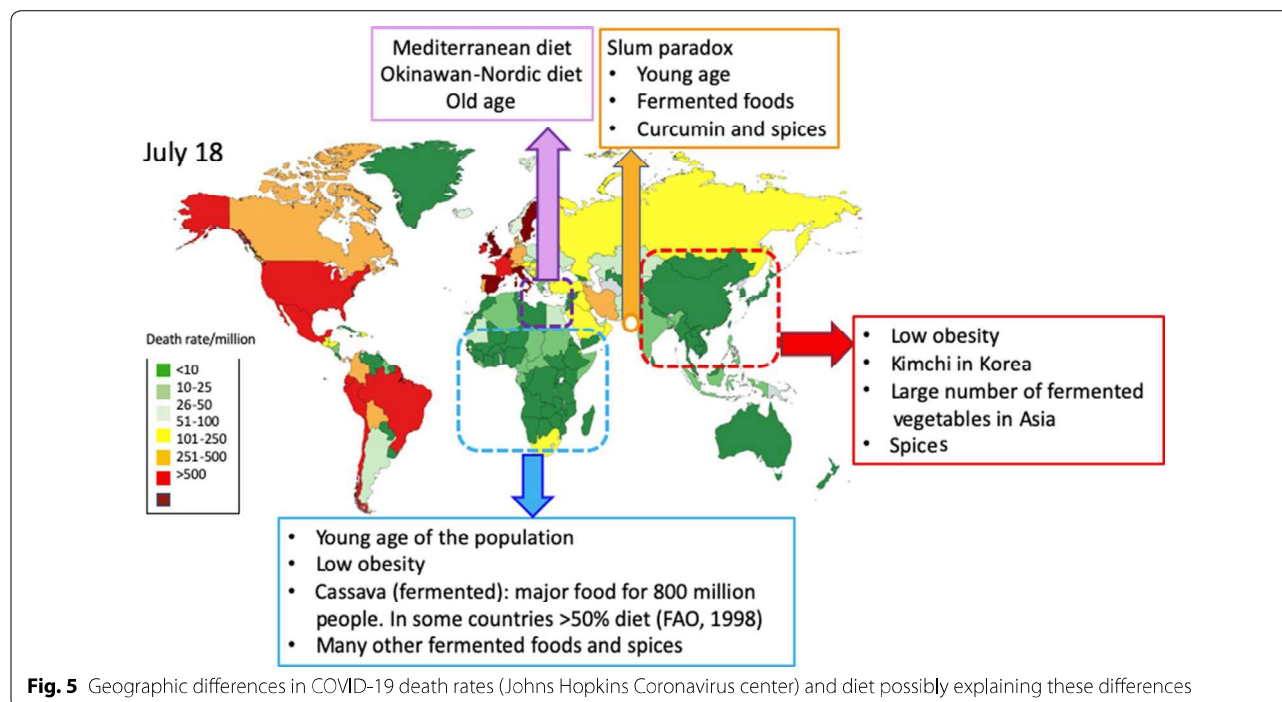 Mediterranean diet
Okinawan-Nordic diet
Old age
Slum paradox
• Young age
• Fermented foods
• Curcumin and spices
July 18
Death rate/million
<10
10-25
26-50
51-100
101-250
251-500
>500
• Low obesity
• Kimchi in Korea
• Large number of fermented
vegetables in Asia
• Spices
• Young age of the population
• Low obesity
• Cassava (fermented): major food for 800 million
people. In some countries >50% diet (FAO, 1998)
• Many other fermented foods and spices
Fig. 5 Geographic differences in COVID-19 death rates (Johns Hopkins Coronavirus center) and diet possibly explaining these differences